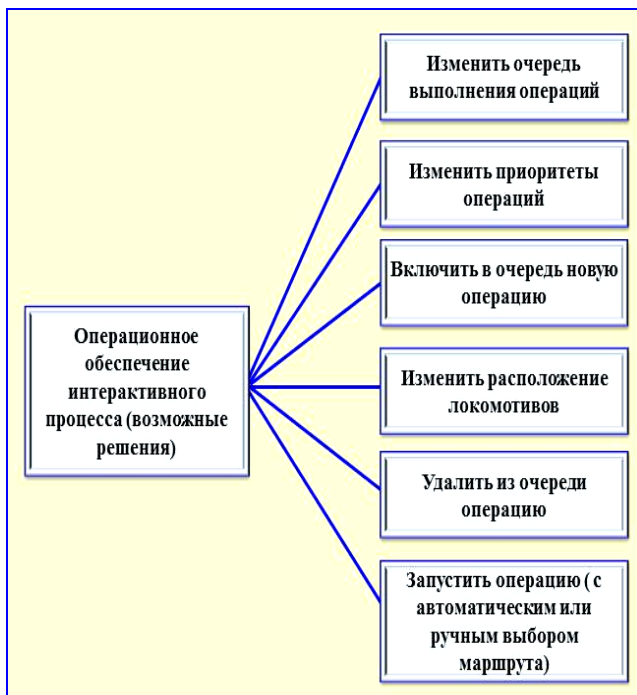 Изменить очередь
выполнения операций
Изменить приоритеты
операций
Включить в очередь новую
операцию
Операционное
обеспечение
интерактивного
процесса (возможные
решения)
Изменить расположение
локомотивов
Удалить из очереди
операцию
Запустить операцию ( с
автоматическим или
ручным выбором
маршрута)